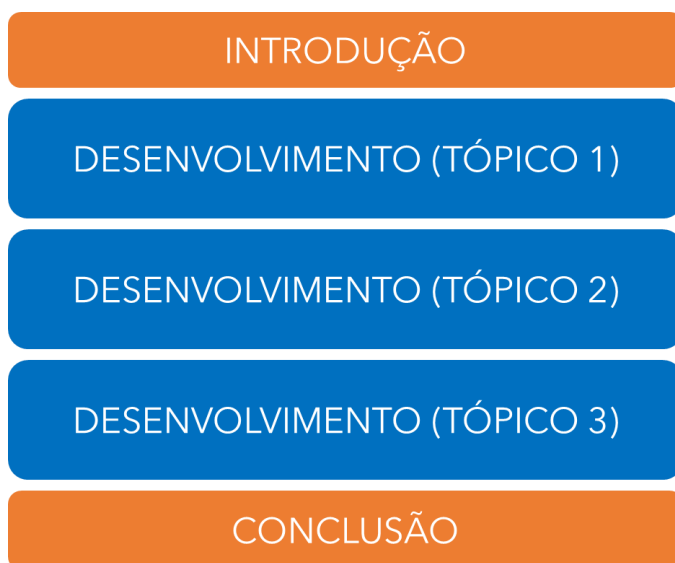 INTRODUÇÃO
DESENVOLVIMENTO (TÓPICO 1)
DESENVOLVIMENTO (TÓPICO 2)
DESENVOLVIMENTO (TÓPICO 3)
CONCLUSÃO